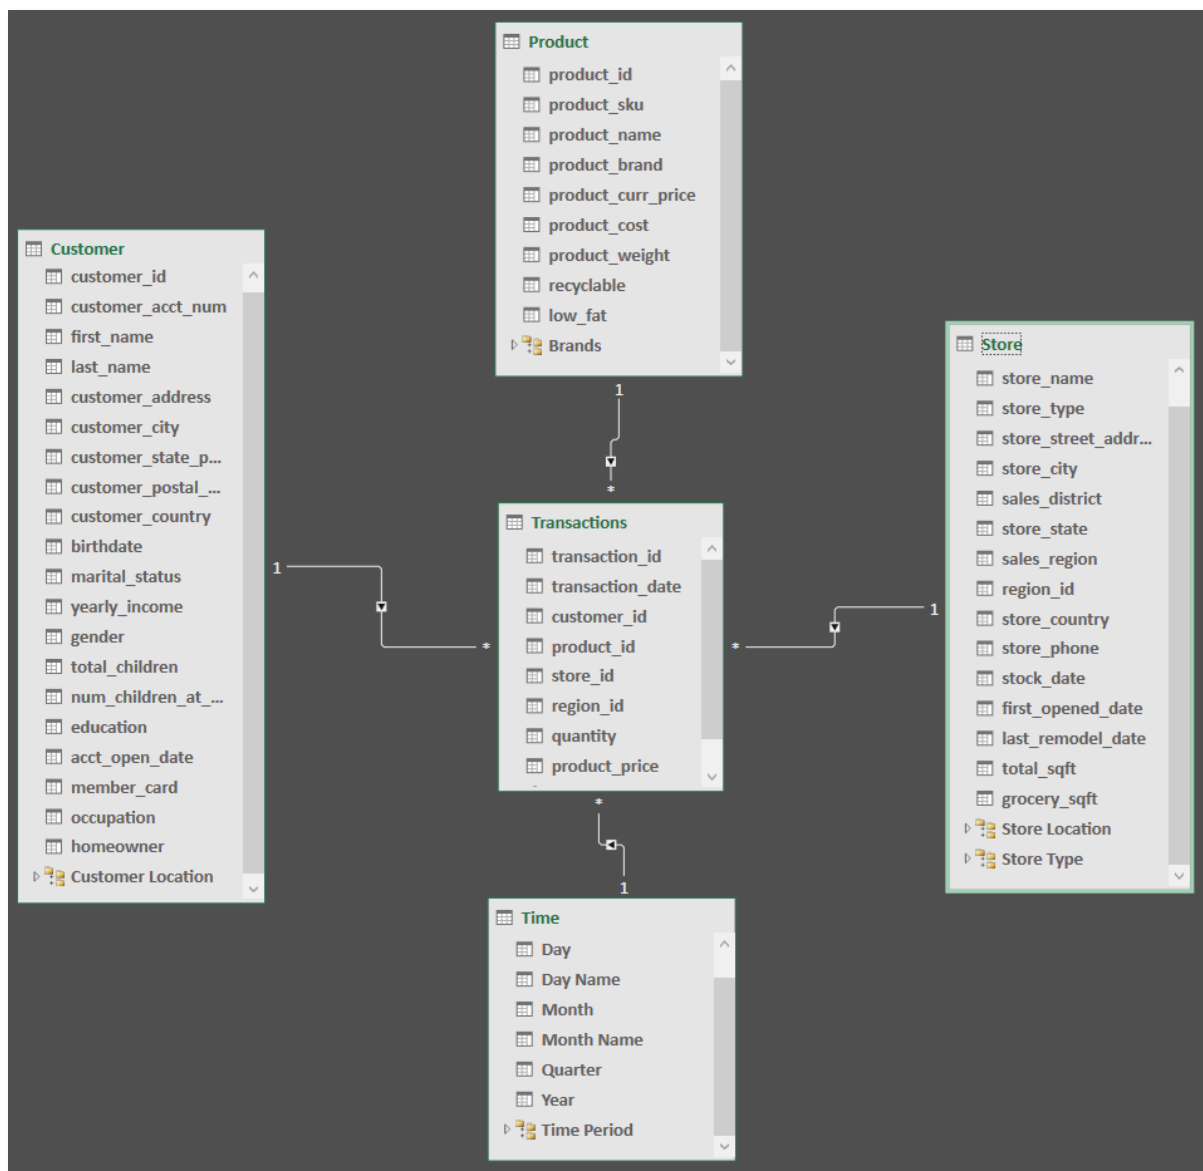 Product
product_id
product_sku
product_name
product_brand
product_curr_price
product_cost
product_weight
recyclable
low_fat
Brands
Customer
customer_id
customer_acct_num
first_name
last_name
customer_address
customer_city
customer_state_p...
customer_postal_...
customer_country
birthdate
marital_status
yearly_income
gender
total_children
num_children_at_...
education
acct_open_date
member_card
occupation
homeowner
Customer Location
Store
store_name
store_type
store_street_addr...
store_city
sales_district
store_state
sales_region
region_id
store_country
store_phone
stock_date
first_opened_date
last_remodel_date
total_sqft
grocery_sqft
Store Location
Store Type
1
*
Transactions
transaction_id
transaction_date
customer_id
product_id
store_id
region_id
quantity
product_price
1
*
*
1
*
1
Time
Day
Day Name
Month
Month Name
Quarter
Year
Time Period